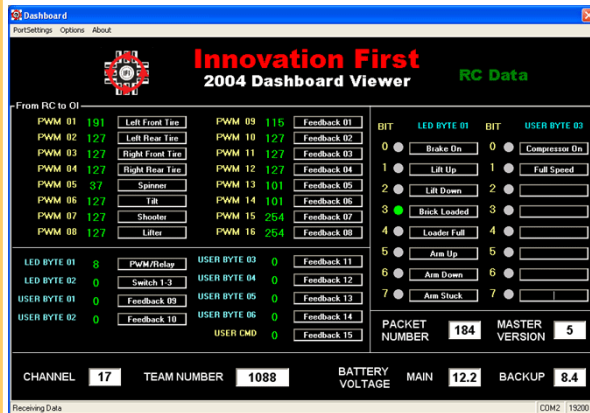 Dashboard
PortSettings Options About
Innovation First
2004 Dashboard Viewer
RC Data
From RC to OI
PWM 01 191 Left Front Tire PWM 09 115 Feedback 01
PWM 02 127 Left Rear Tire PWM 10 127 Feedback 02
PWM 03 127 Right Front Tire PWM 11 127 Feedback 03
PWM 04 127 Right Rear Tire PWM 12 127 Feedback 04
PWM 05 37 Spinner PWM 13 101 Feedback 05
PWM 06 127 Tilt PWM 14 101 Feedback 06
PWM 07 127 Shooter PWM 15 254 Feedback 07
PWM 08 127 Lifter PWM 16 254 Feedback 08
LED BYTE 01 8 PWM/Relay USER BYTE 03 0 Feedback 11
LED BYTE 02 0 Switch 1-3 USER BYTE 04 0 Feedback 12
USER BYTE 01 0 Feedback 09 USER BYTE 05 0 Feedback 13
USER BYTE 02 0 Feedback 10 USER BYTE 06 0 Feedback 14
USER CMD 0 Feedback 15
BIT LED BYTE 01 BIT USER BYTE 03
0 Brake On 0 Compressor On
1 Lift Up 1 Full Speed
2 Lift Down 2
3 Brick Loaded 3
4 Loader Full 4
5 Arm Up 5
6 Arm Down 6
7 Arm Stuck 7
PACKET NUMBER 184 MASTER VERSION 5
CHANNEL 17 TEAM NUMBER 1088 BATTERY VOLTAGE MAIN 12.2 BACKUP 8.4
Receiving Data COM2 19200